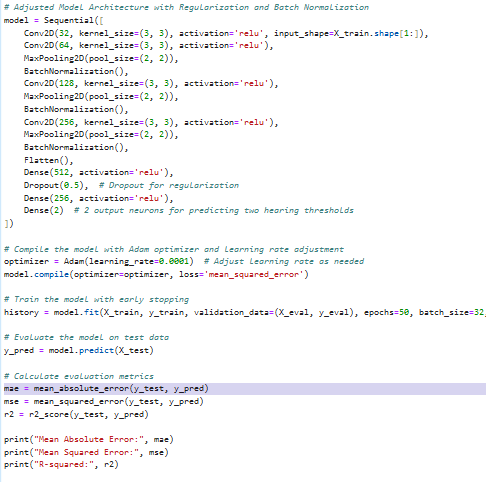 # Adjusted Model Architecture with Regularization and Batch Normalization
model = Sequential([
    Conv2D(32, kernel_size=(3, 3), activation='relu', input_shape=X_train.shape[1:]),
    Conv2D(64, kernel_size=(3, 3), activation='relu'),
    MaxPooling2D(pool_size=(2, 2)),
    BatchNormalization(),
    Conv2D(128, kernel_size=(3, 3), activation='relu'),
    MaxPooling2D(pool_size=(2, 2)),
    BatchNormalization(),
    Conv2D(256, kernel_size=(3, 3), activation='relu'),
    MaxPooling2D(pool_size=(2, 2)),
    BatchNormalization(),
    Flatten(),
    Dense(512, activation='relu'),
    Dropout(0.5),  # Dropout for regularization
    Dense(256, activation='relu'),
    Dense(2)  # 2 output neurons for predicting two hearing thresholds
])
# Compile the model with Adam optimizer and learning rate adjustment
optimizer = Adam(learning_rate=0.0001)  # Adjust learning rate as needed
model.compile(optimizer=optimizer, loss='mean_squared_error')
# Train the model with early stopping
history = model.fit(X_train, y_train, validation_data=(X_eval, y_eval), epochs=50, batch_size=32,
# Evaluate the model on test data
y_pred = model.predict(X_test)
# Calculate evaluation metrics
mae = mean_absolute_error(y_test, y_pred)
mse = mean_squared_error(y_test, y_pred)
r2 = r2_score(y_test, y_pred)
print("Mean Absolute Error:", mae)
print("Mean Squared Error:", mse)
print("R-squared:", r2)